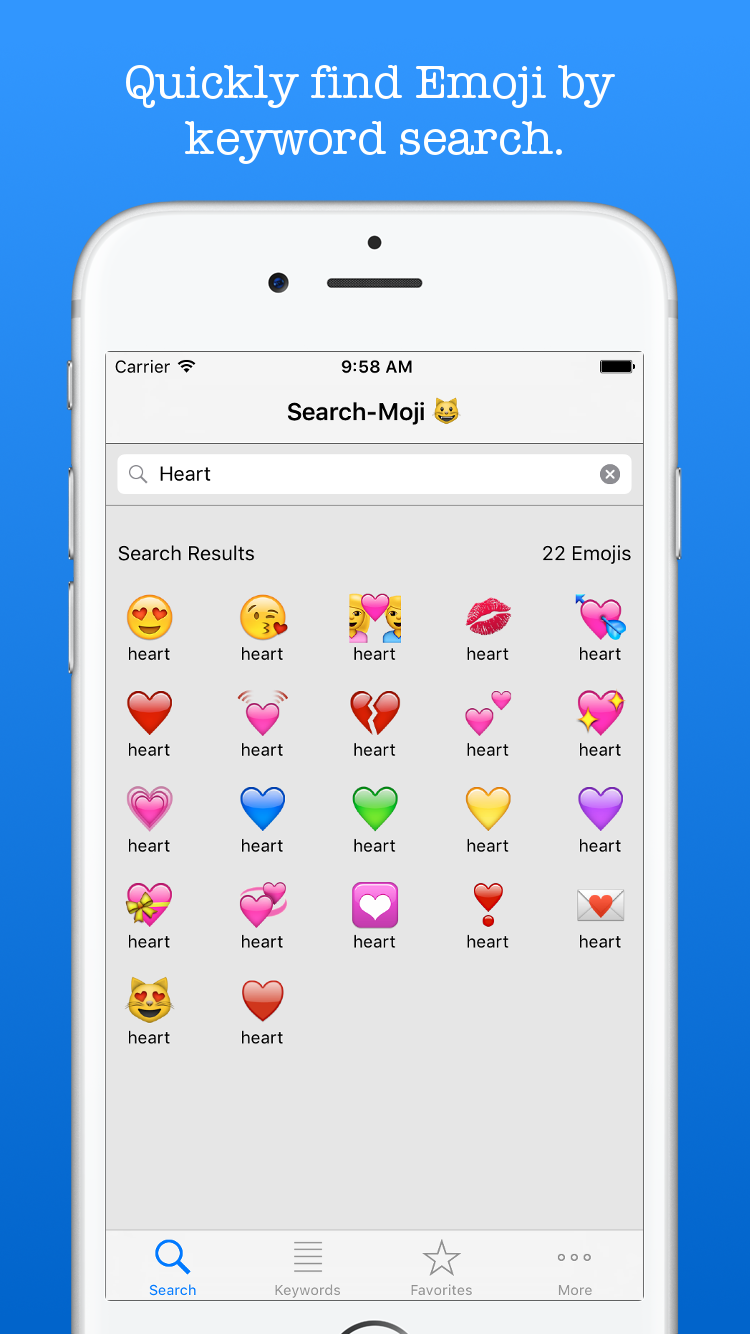 Quickly find Emoji by
keyword search.
Carrier 9:58 AM
Search-Moji 😺
Heart
Search Results 22 Emojis
heart heart heart heart heart
heart heart heart heart heart
heart heart heart heart heart
heart heart heart heart heart
heart heart
Search Keywords Favorites More